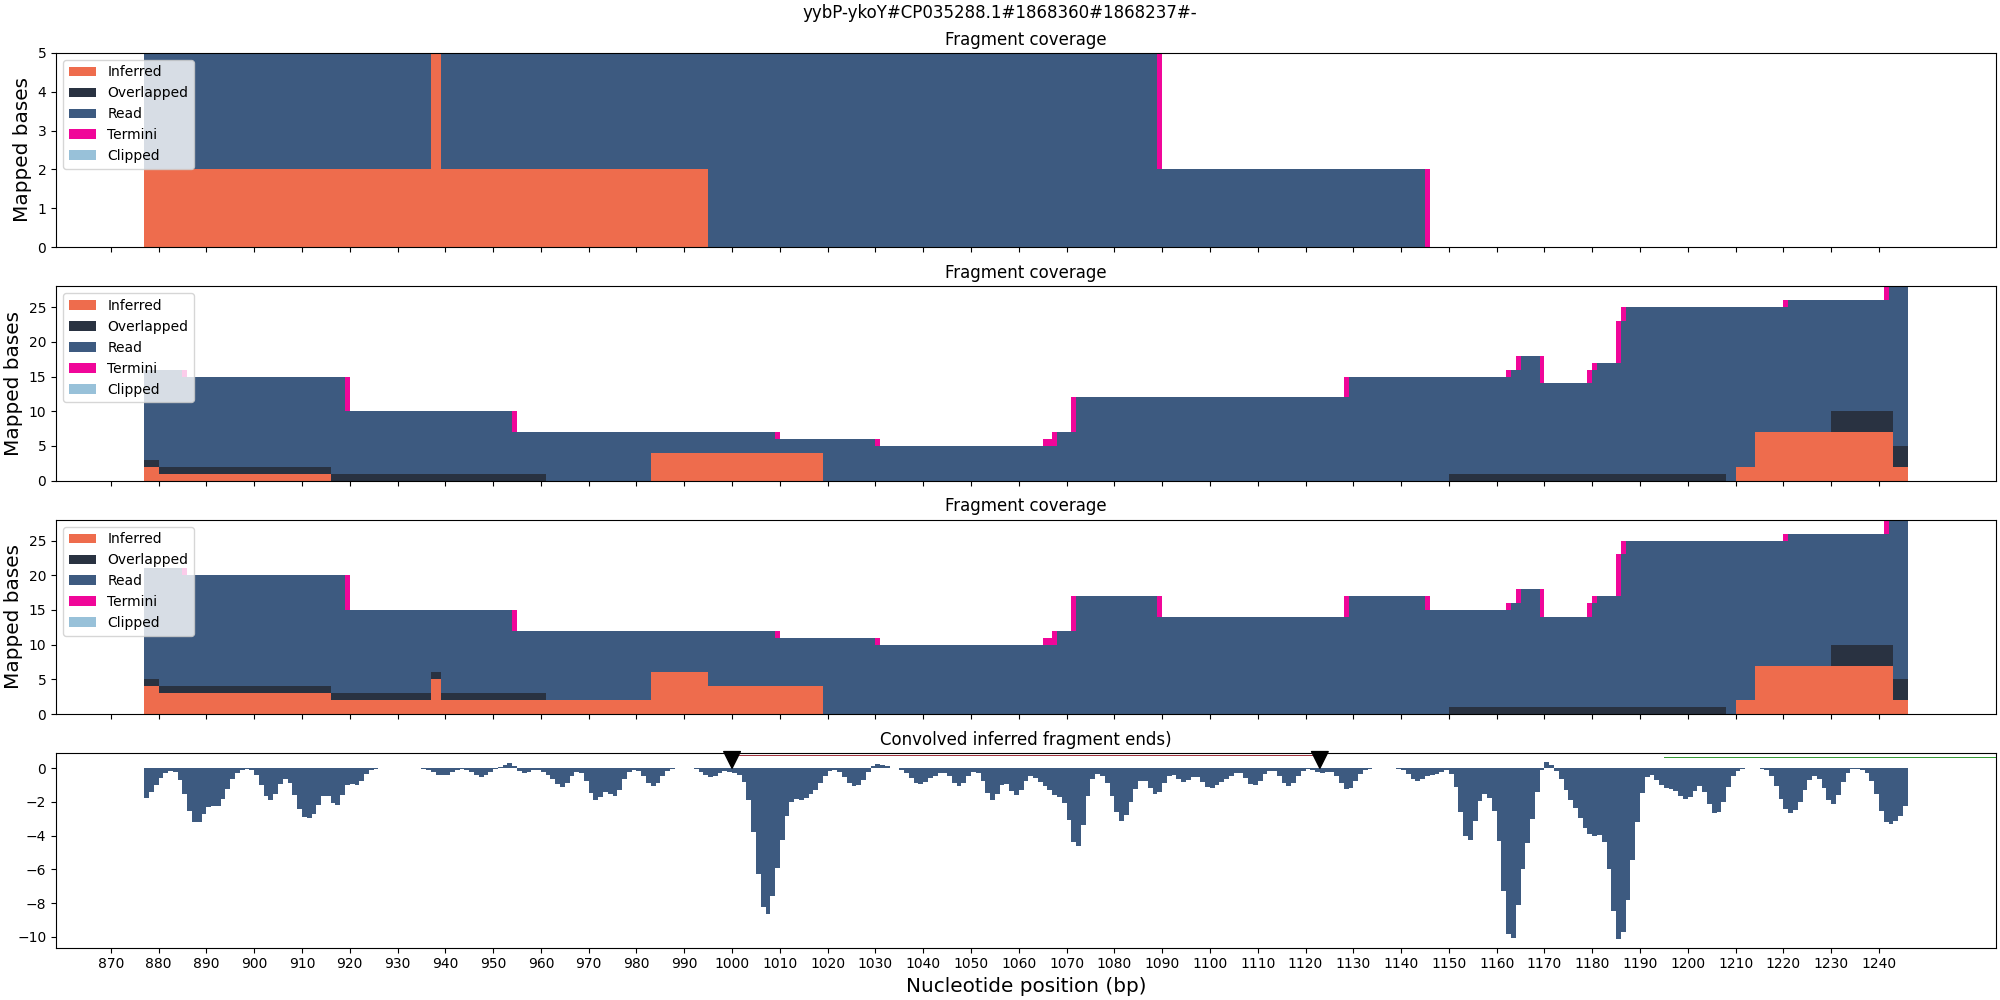 yybP-ykoY#CP035288.1#1868360#1868237#-
Fragment coverage
Mapped bases
5
4
3
2
1
0
Inferred
Overlapped
Read
Termini
Clipped
Fragment coverage
Mapped bases
25
20
15
10
5
0
Inferred
Overlapped
Read
Termini
Clipped
Fragment coverage
Mapped bases
25
20
15
10
5
0
Inferred
Overlapped
Read
Termini
Clipped
Convolved inferred fragment ends)
0
−2
−4
−6
−8
−10
870 880 890 900 910 920 930 940 950 960 970 980 990 1000 1010 1020 1030 1040 1050 1060 1070 1080 1090 1100 1110 1120 1130 1140 1150 1160 1170 1180 1190 1200 1210 1220 1230 1240
Nucleotide position (bp)